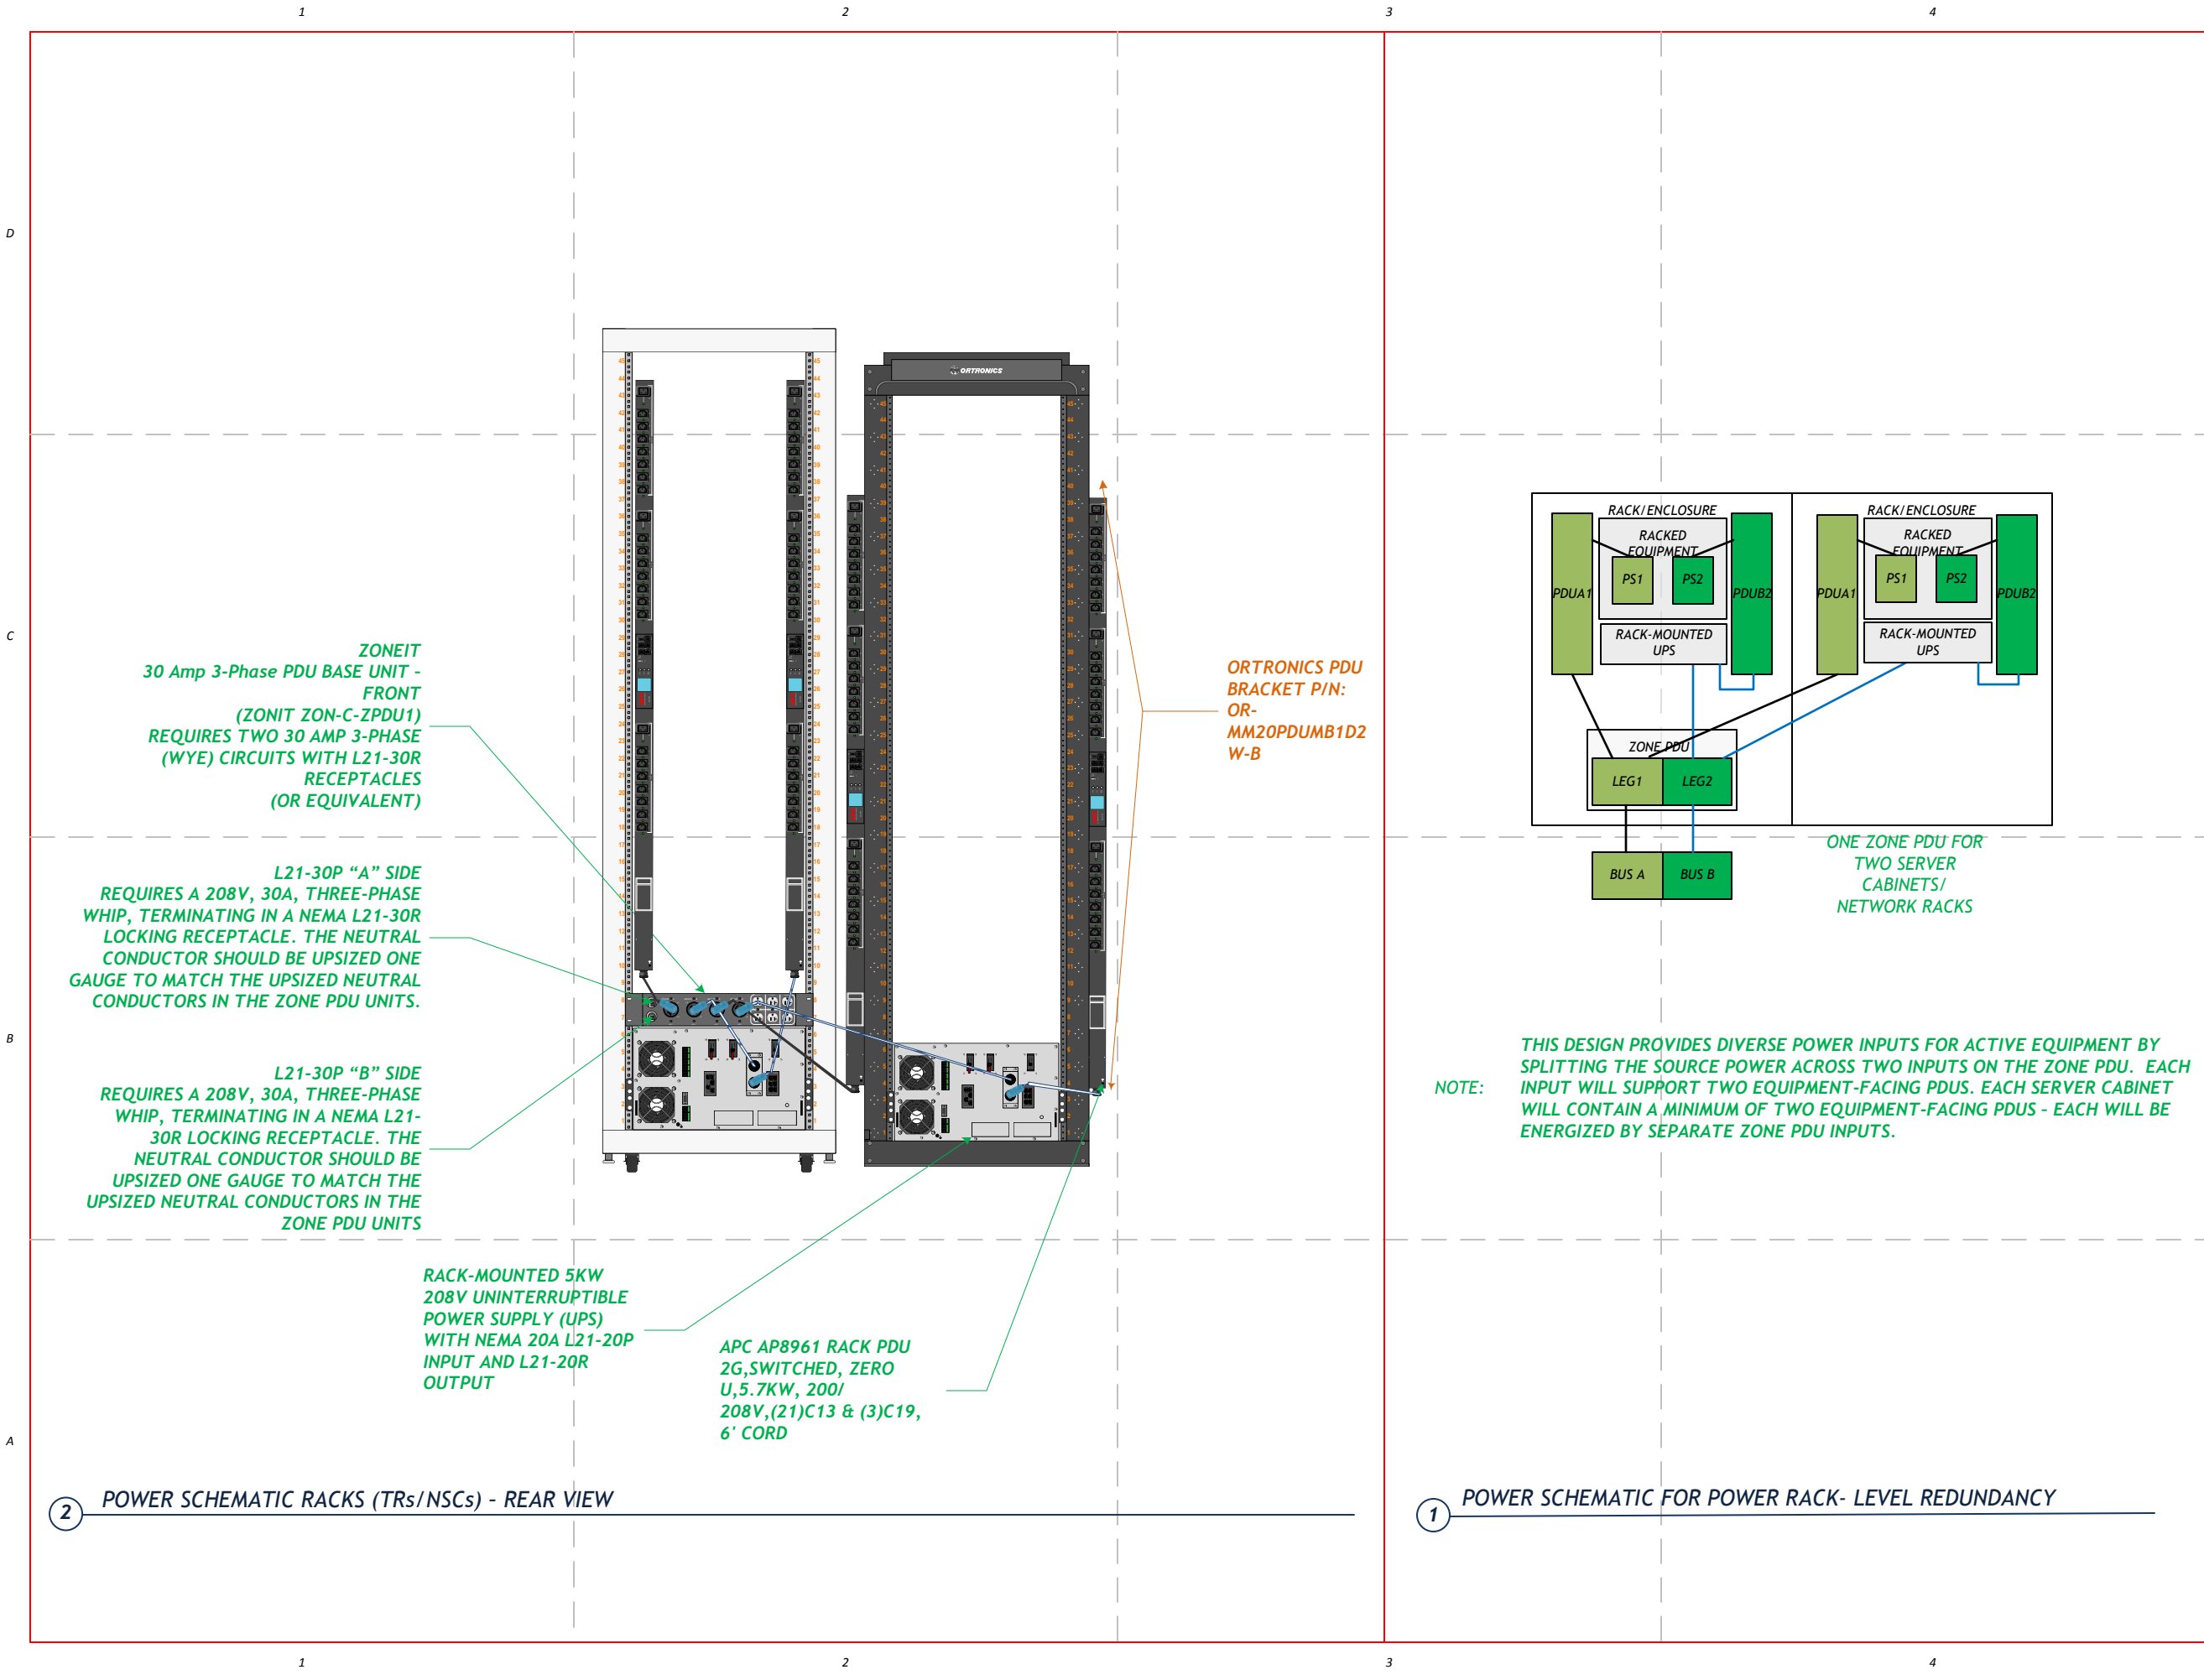 1 2 3 4
D
C
B
A
ORTRONICS
ZONEIT
30 Amp 3-Phase PDU BASE UNIT –
FRONT
(ZONIT ZON-C-ZPDU1)
REQUIRES TWO 30 AMP 3-PHASE
(WYE) CIRCUITS WITH L21-30R
RECEPTACLES
(OR EQUIVALENT)
L21-30P “A” SIDE
REQUIRES A 208V, 30A, THREE-PHASE
WHIP, TERMINATING IN A NEMA L21-30R
LOCKING RECEPTACLE. THE NEUTRAL
CONDUCTOR SHOULD BE UPSIZED ONE
GAUGE TO MATCH THE UPSIZED NEUTRAL
CONDUCTORS IN THE ZONE PDU UNITS.
L21-30P “B” SIDE
REQUIRES A 208V, 30A, THREE-PHASE
WHIP, TERMINATING IN A NEMA L21-
30R LOCKING RECEPTACLE. THE
NEUTRAL CONDUCTOR SHOULD BE
UPSIZED ONE GAUGE TO MATCH THE
UPSIZED NEUTRAL CONDUCTORS IN THE
ZONE PDU UNITS
RACK-MOUNTED 5KW
208V UNINTERRUPTIBLE
POWER SUPPLY (UPS)
WITH NEMA 20A L21-20P
INPUT AND L21-20R
OUTPUT
APC AP8961 RACK PDU
2G,SWITCHED, ZERO
U,5.7KW, 200/
208V,(21)C13 & (3)C19,
6' CORD
ORTRONICS PDU
BRACKET P/N:
OR-
MM20PDUMB1D2
W-B
2
POWER SCHEMATIC RACKS (TRs/NSCs) – REAR VIEW
RACK/ENCLOSURE
RACKED
EQUIPMENT
PS1 PS2
PDUA1 PDUB2
RACK-MOUNTED
UPS
RACK/ENCLOSURE
RACKED
EQUIPMENT
PS1 PS2
PDUA1 PDUB2
RACK-MOUNTED
UPS
ZONE PDU
LEG1 LEG2
BUS A BUS B
ONE ZONE PDU FOR
TWO SERVER
CABINETS/
NETWORK RACKS
NOTE:
THIS DESIGN PROVIDES DIVERSE POWER INPUTS FOR ACTIVE EQUIPMENT BY
SPLITTING THE SOURCE POWER ACROSS TWO INPUTS ON THE ZONE PDU. EACH
INPUT WILL SUPPORT TWO EQUIPMENT-FACING PDUS. EACH SERVER CABINET
WILL CONTAIN A MINIMUM OF TWO EQUIPMENT-FACING PDUS – EACH WILL BE
ENERGIZED BY SEPARATE ZONE PDU INPUTS.
1
POWER SCHEMATIC FOR POWER RACK- LEVEL REDUNDANCY
1 2 3 4